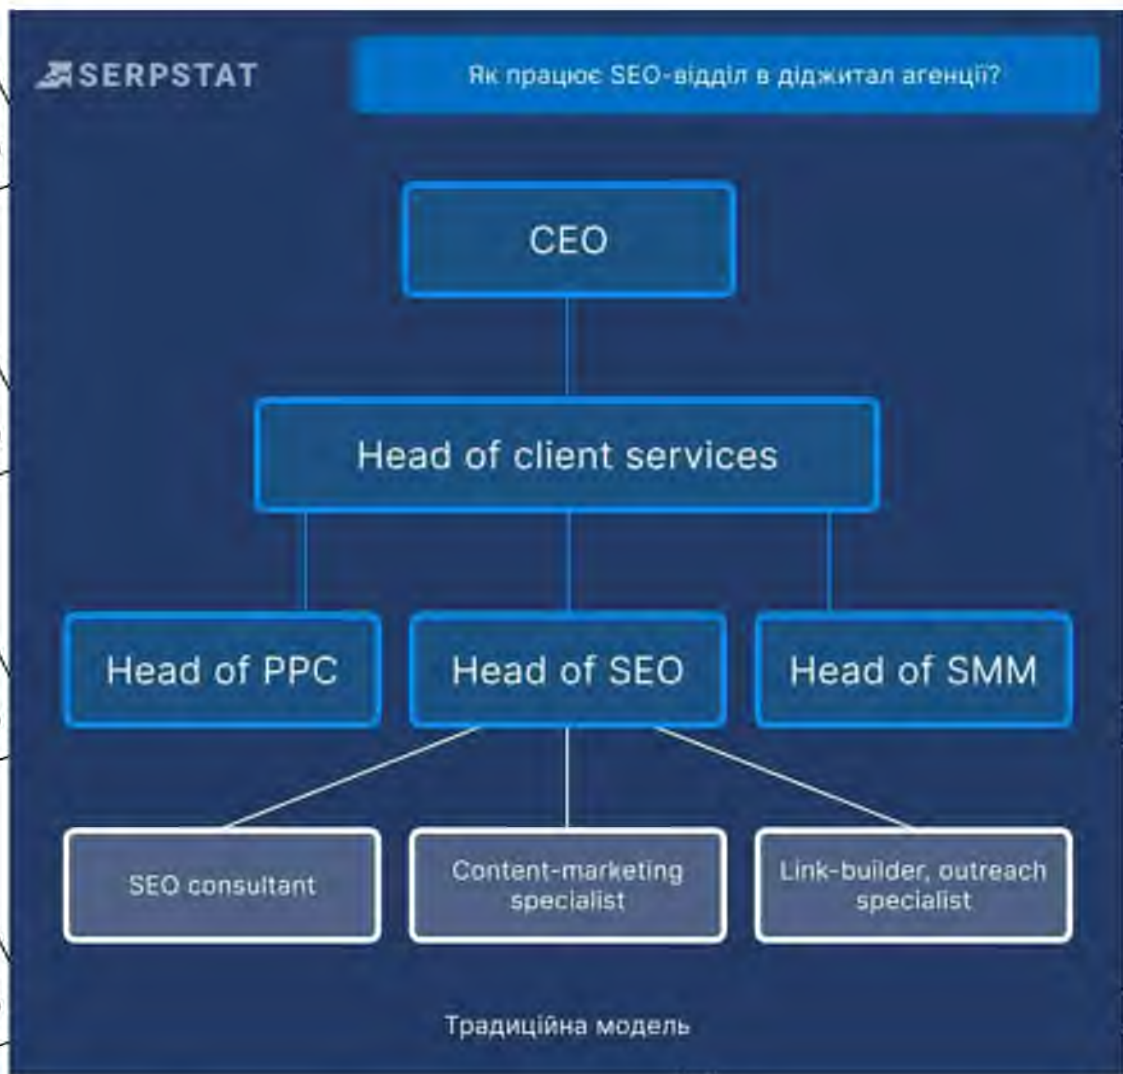 SERPSTAT
Як працює SEO-відділ в діджитал агенції?
CEO
Head of client services
Head of PPC
Head of SEO
Head of SMM
SEO consultant
Content-marketing
specialist
Link-builder, outreach
specialist
Традиційна модель